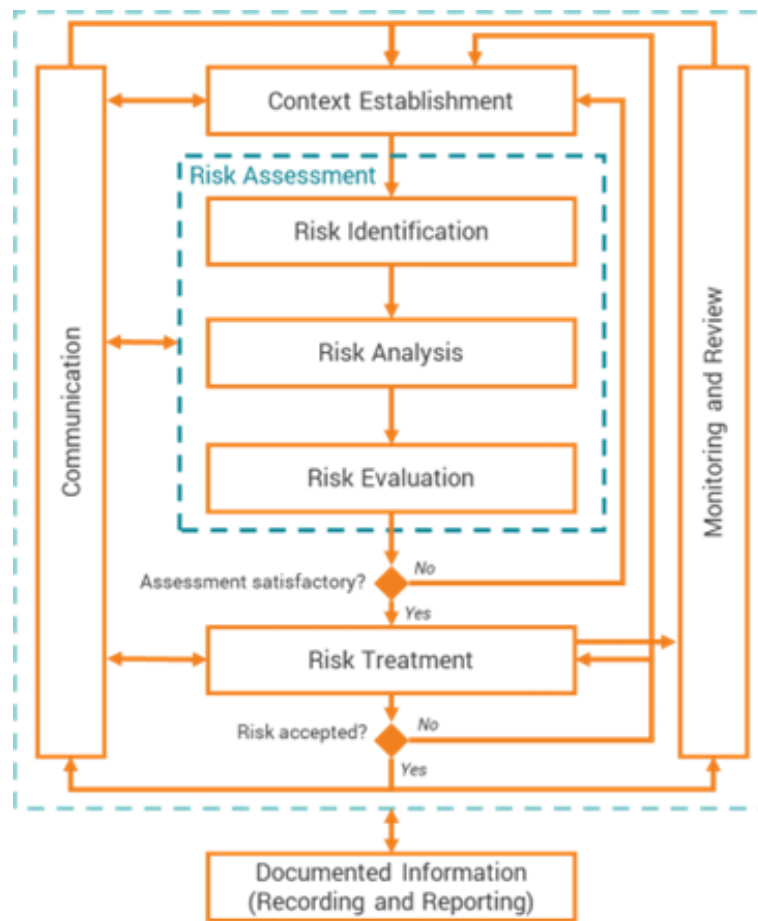 Context Establishment
Risk Assessment
Risk Identification
Risk Analysis
Risk Evaluation
Communication
Monitoring and Review
Assessment satisfactory?
No
Yes
Risk Treatment
Risk accepted?
No
Yes
Documented Information
(Recording and Reporting)